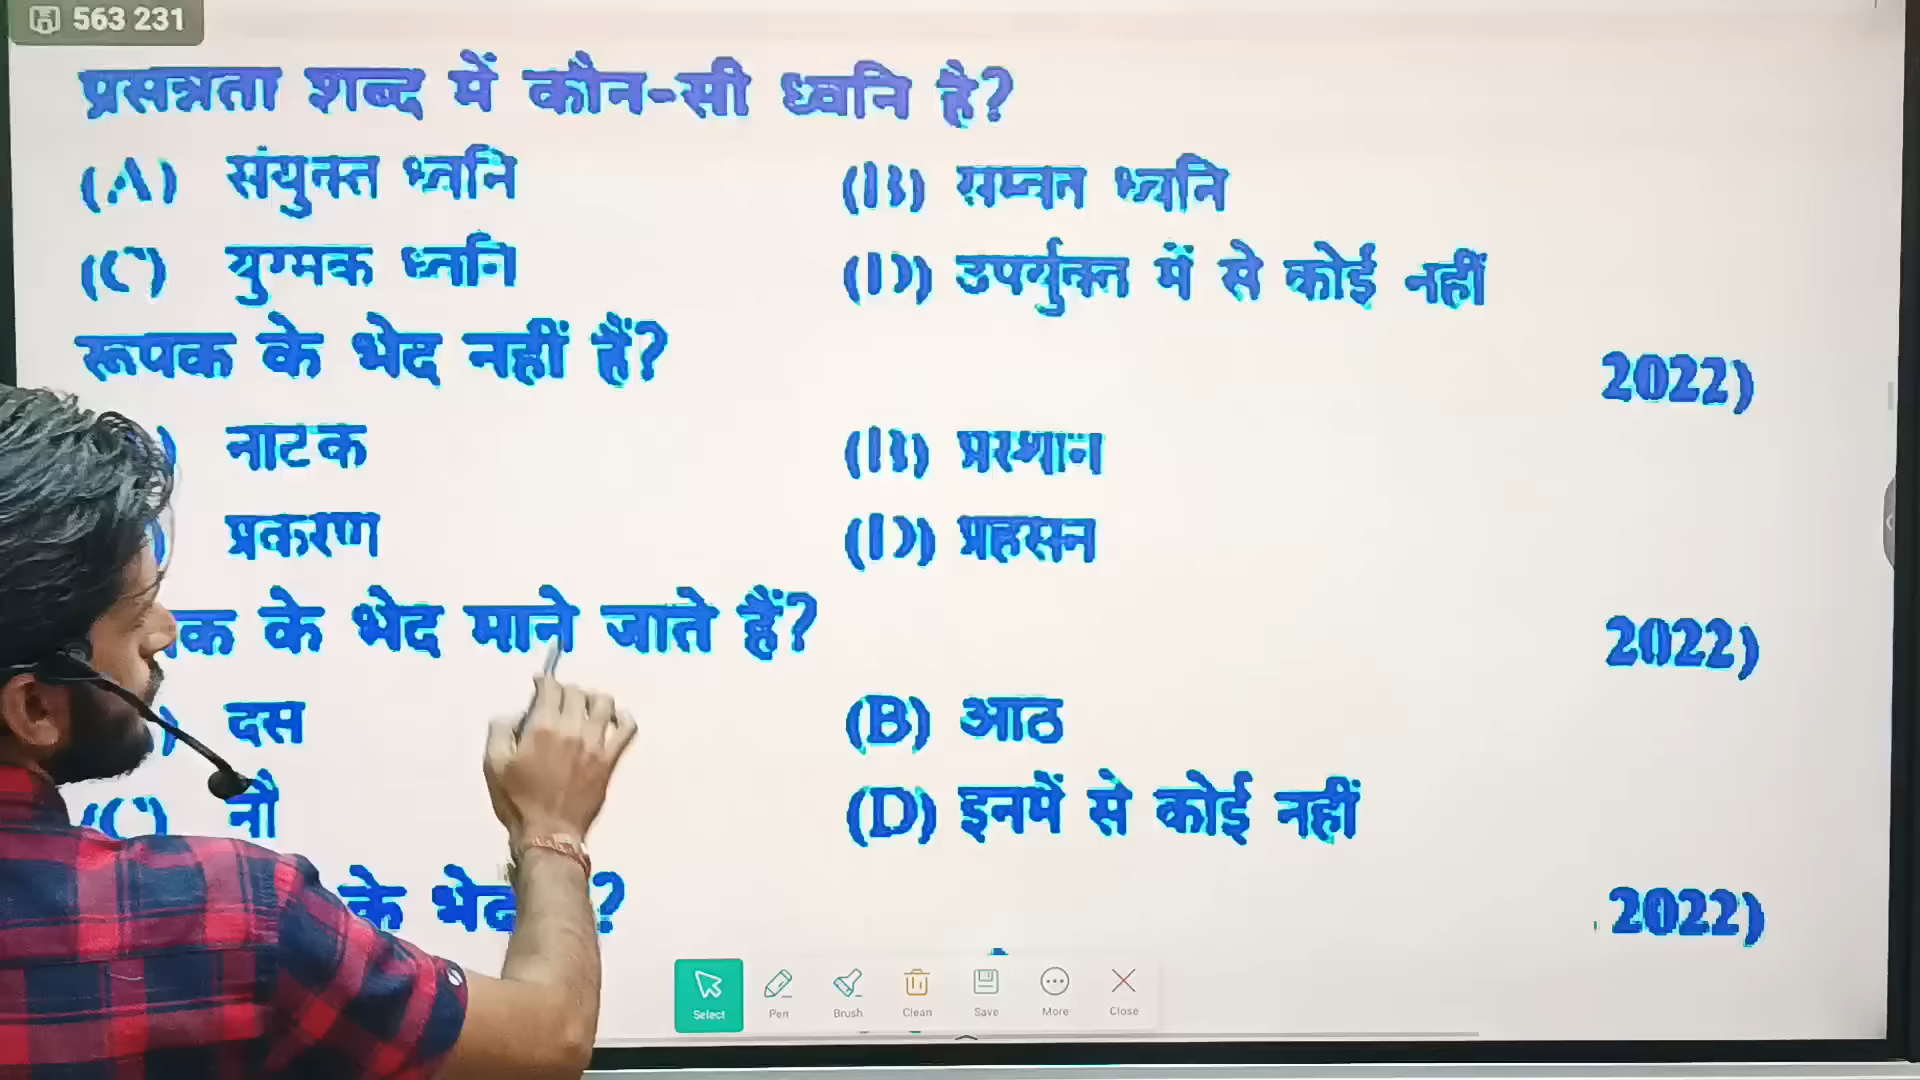 563 231
प्रसन्नता शब्द में कौन-सी ध्वनि है?
(A) संयुक्त ध्वनि (B) सम्पृक्त ध्वनि
(C) युग्मक ध्वनि (D) उपर्युक्त में से कोई नहीं
रूपक के भेद नहीं हैं? 2022)
नाटक (B) प्रस्थान
प्रकरण (D) प्रहसन
के भेद माने जाते हैं? 2022)
दस (B) आठ
(C) नौ (D) इनमें से कोई नहीं
के भेद ? 2022)
Select Pen Brush Clean Save More Close